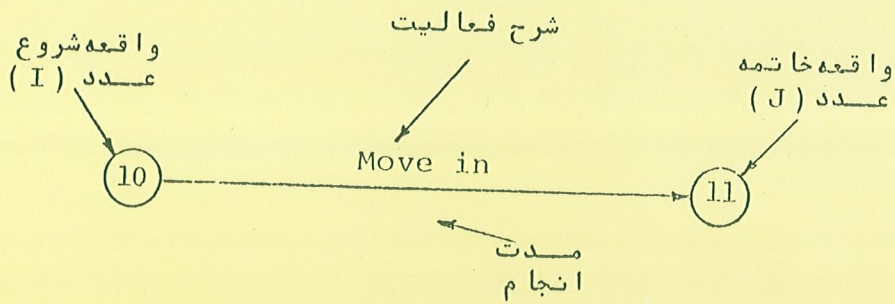 شرح فعالیت
واقعه شروع
عدد (I)
واقعه خاتمه
عدد (J)
Move in
10
11
مدت
انجام